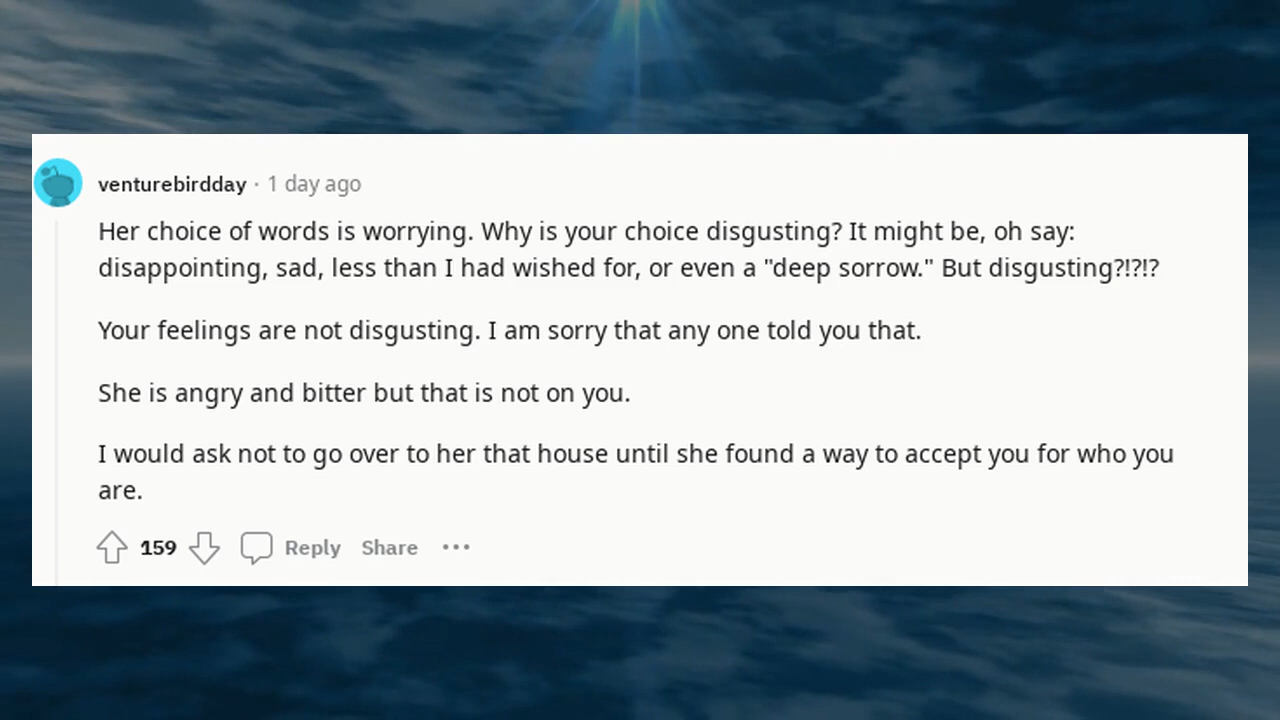 venturebirdday · 1 day ago
Her choice of words is worrying. Why is your choice disgusting? It might be, oh say:
disappointing, sad, less than I had wished for, or even a "deep sorrow." But disgusting?!?!?
Your feelings are not disgusting. I am sorry that any one told you that.
She is angry and bitter but that is not on you.
I would ask not to go over to her that house until she found a way to accept you for who you
are.
159 Reply Share ···